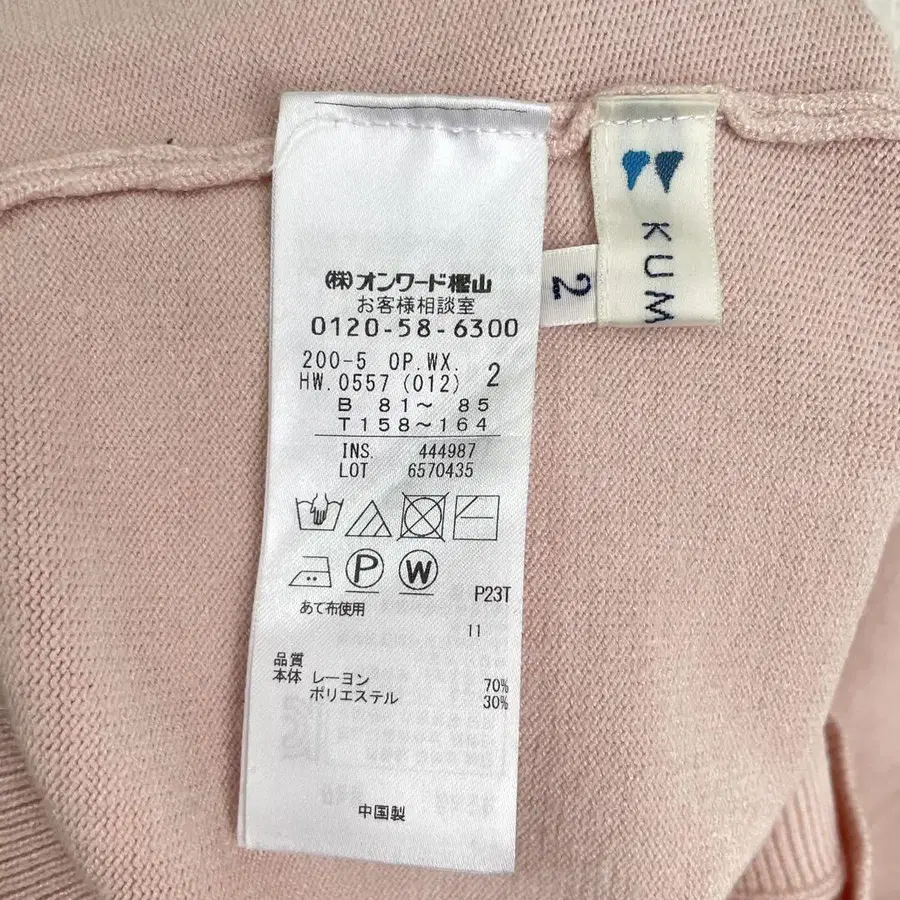 (株)オンワード樫山
お客様相談室
0120-58-6300
200-5 OP.WX.
HW.0557 (012) 2
B 81~ 85
T158~164
INS. 444987
LOT 6570435
P
W
P23T
あて布使用
11
品質
本体 レーヨン 70%
ポリエステル 30%
中国製
2
KUM